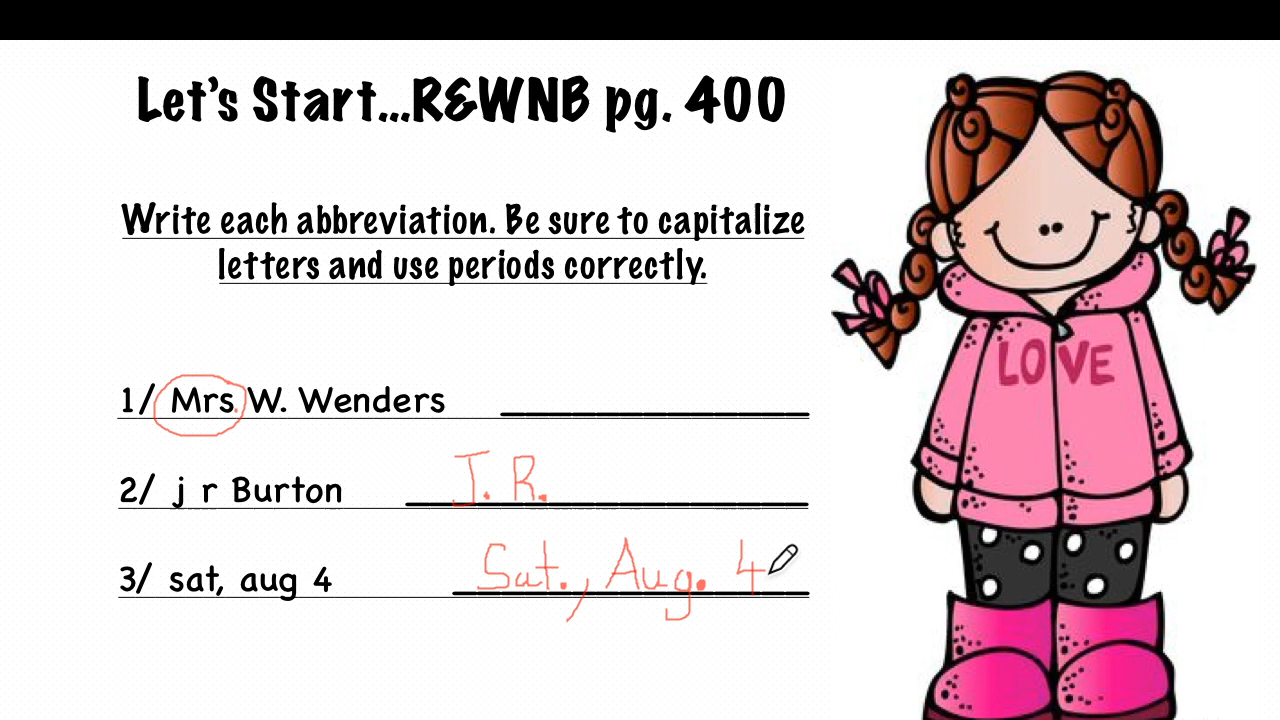 Let's Start...R&WNB pg. 400
Write each abbreviation. Be sure to capitalize
letters and use periods correctly.
1/ Mrs. W. Wenders
2/ j r Burton J. R.
3/ sat, aug 4 Sat., Aug. 4
LOVE